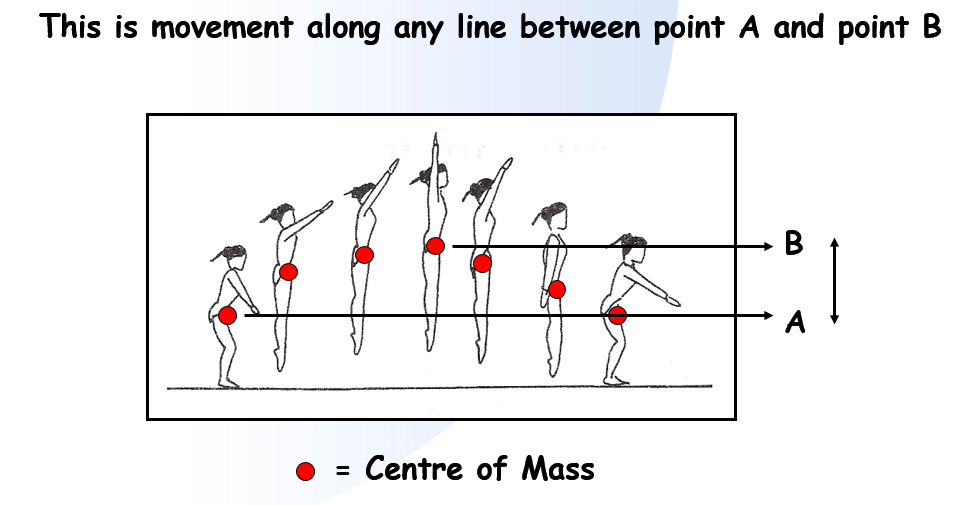 This is movement along any line between point A and point B
B
A
= Centre of Mass